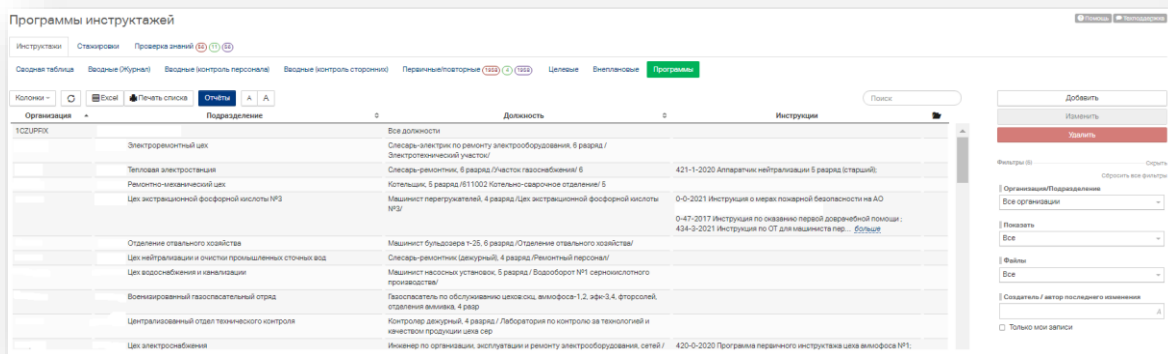 Программы инструктажей
Помощь Техподдержка
Инструктажи Стажировки Проверка знаний 56 11 56
Сводная таблица Вводные (Журнал) Вводные (контроль персонала) Вводные (контроль сторонних) Первичные/повторные 1958 4 1958 Целевые Внеплановые Программы
Колонки Excel Печать списка Отчёты A A Поиск:
Организация Подразделение Должность Инструкции
1CZUPFIX Все должности
Электроремонтный цех Слесарь-электрик по ремонту электрооборудования, 6 разряд /
Электротехнический участок/
Тепловая электростанция Слесарь-ремонтник, 6 разряд /Участок газоснабжения/ 6 421-1-2020 Аппаратчик нейтрализации 5 разряд (старший);
Ремонтно-механический цех Котельщик, 5 разряд /611002 Котельно-сварочное отделение/ 5
Цех экстракционной фосфорной кислоты №3 Машинист перегружателей, 4 разряд /Цех экстракционной фосфорной кислоты 0-0-2021 Инструкция о мерах пожарной безопасности на АО
№3/
0-47-2017 Инструкция по оказанию первой доврачебной помощи ;
434-3-2021 Инструкция по ОТ для машиниста пер... больше
Отделение отвального хозяйства Машинист бульдозера т-25, 6 разряд /Отделение отвального хозяйства/
Цех нейтрализации и очистки промышленных сточных вод Слесарь-ремонтник (дежурный), 4 разряд /Ремонтный персонал/
Цех водоснабжения и канализации Машинист насосных установок, 5 разряд / Водооборот №1 сернокислотного
производства/
Военизированный газоспасательный отряд Газоспасатель по обслуживанию цехов:скц, аммофоса-1,2, эфк-3,4, фторсолей,
отделения аммиака, 4 разр
Централизованный отдел технического контроля Контролер дежурный, 4 разряд / Лаборатория по контролю за технологией и
качеством продукции цеха сер
Цех электроснабжения Инженер по организации, эксплуатации и ремонту электрооборудования, сетей / 420-0-2020 Программа первичного инструктажа цеха аммофоса №1;
Добавить
Изменить
Удалить
Фильтры (6) Скрыть
Сбросить все фильтры
Организация/Подразделение
Все организации
Показать
Все
Файлы
Все
Создатель / автор последнего изменения
A
Только мои записи